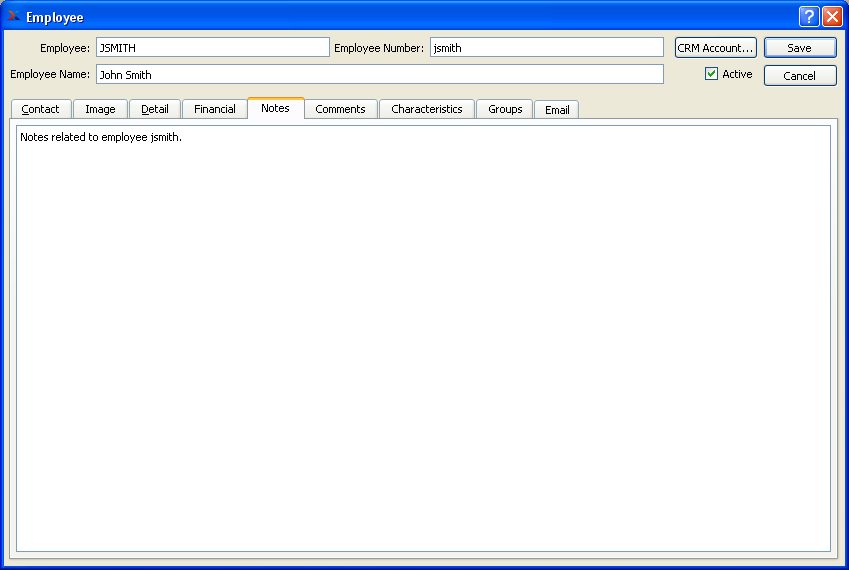 Employee
Employee: JSMITH Employee Number: jsmith CRM Account... Save
Employee Name: John Smith Active Cancel
Contact Image Detail Financial Notes Comments Characteristics Groups Email
Notes related to employee jsmith.